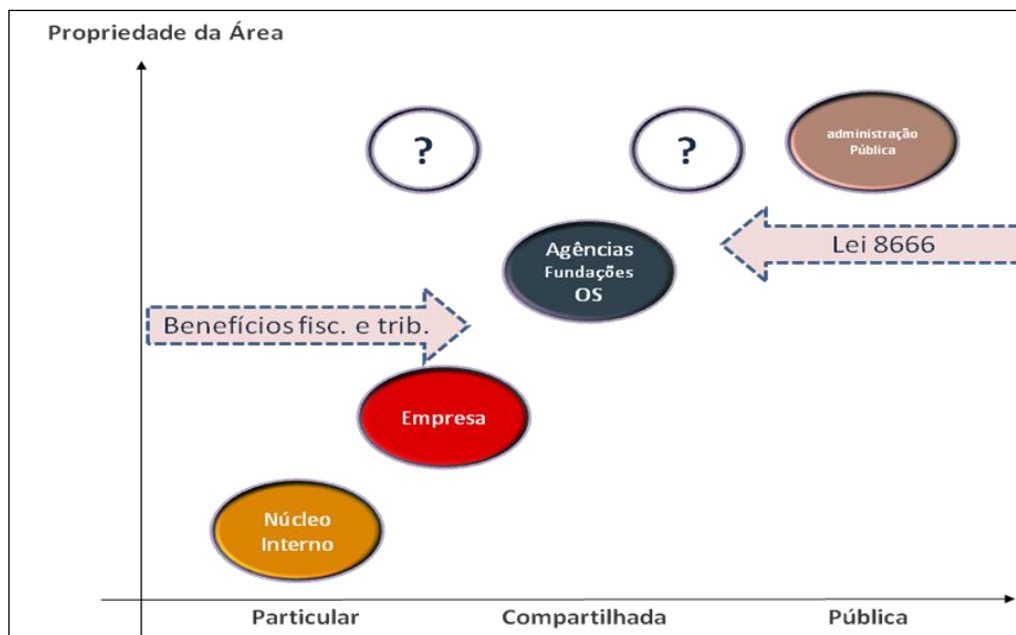 Propriedade da Área
?
?
administração
Pública
Lei 8666
Agências
Fundações
OS
Benefícios fisc. e trib.
Empresa
Núcleo
Interno
Particular
Compartilhada
Pública